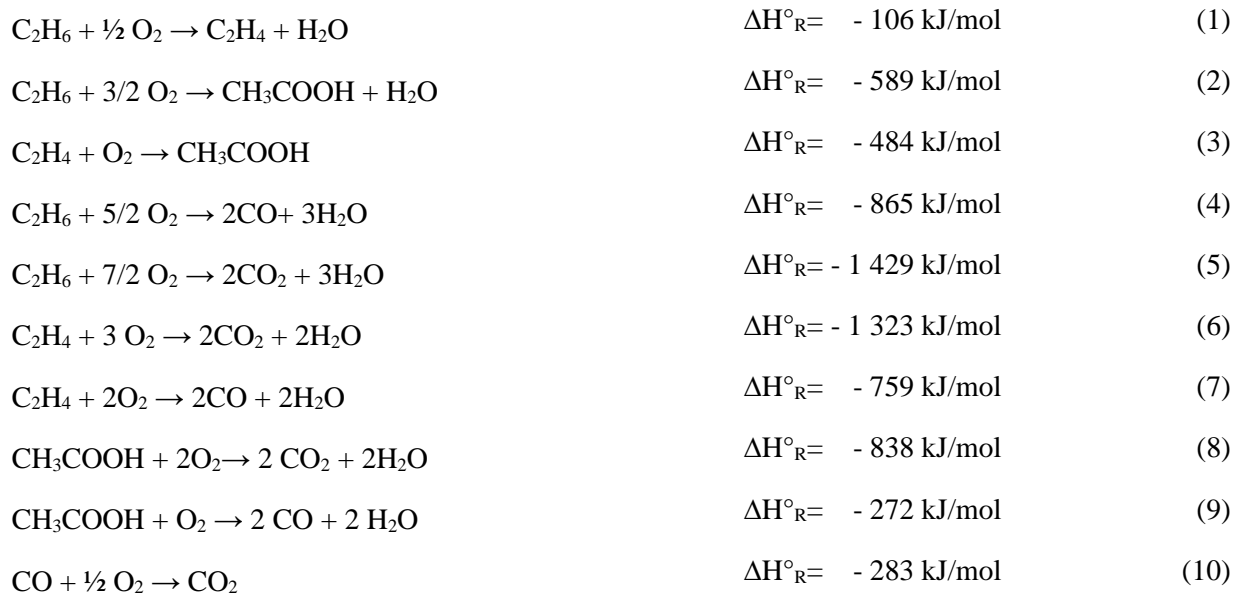 C₂H₆ + ½ O₂ → C₂H₄ + H₂O ΔH°R= - 106 kJ/mol (1)
C₂H₆ + 3/2 O₂ → CH₃COOH + H₂O ΔH°R= - 589 kJ/mol (2)
C₂H₄ + O₂ → CH₃COOH ΔH°R= - 484 kJ/mol (3)
C₂H₆ + 5/2 O₂ → 2CO+ 3H₂O ΔH°R= - 865 kJ/mol (4)
C₂H₆ + 7/2 O₂ → 2CO₂ + 3H₂O ΔH°R= - 1 429 kJ/mol (5)
C₂H₄ + 3 O₂ → 2CO₂ + 2H₂O ΔH°R= - 1 323 kJ/mol (6)
C₂H₄ + 2O₂ → 2CO + 2H₂O ΔH°R= - 759 kJ/mol (7)
CH₃COOH + 2O₂→ 2 CO₂ + 2H₂O ΔH°R= - 838 kJ/mol (8)
CH₃COOH + O₂ → 2 CO + 2 H₂O ΔH°R= - 272 kJ/mol (9)
CO + ½ O₂ → CO₂ ΔH°R= - 283 kJ/mol (10)